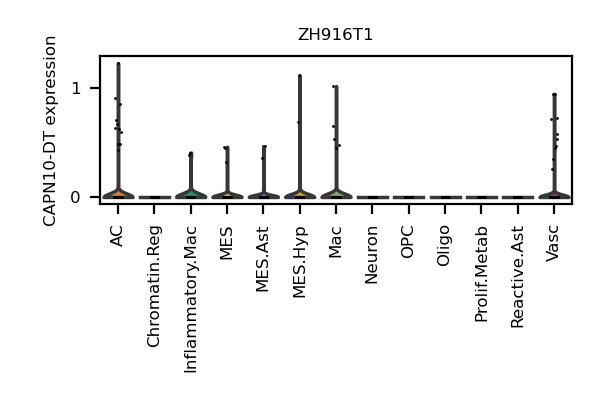 ZH916T1
CAPN10-DT expression
1
0
AC
Chromatin.Reg
Inflammatory.Mac
MES
MES.Ast
MES.Hyp
Mac
Neuron
OPC
Oligo
Prolif.Metab
Reactive.Ast
Vasc